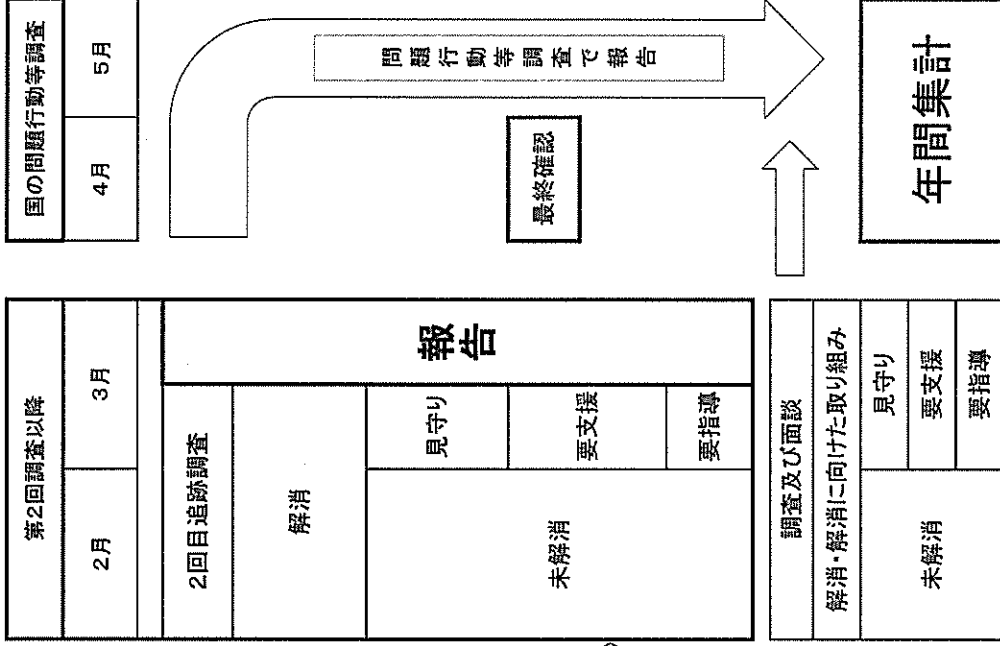 第2回調査以降
2月
3月
2回目追跡調査
解消
未解消
見守り
要支援
要指導
報告
調査及び面談
解消・解消に向けた取り組み
未解消
見守り
要支援
要指導
国の問題行動等調査
4月
5月
問題行動等調査で報告
最終確認
年間集計